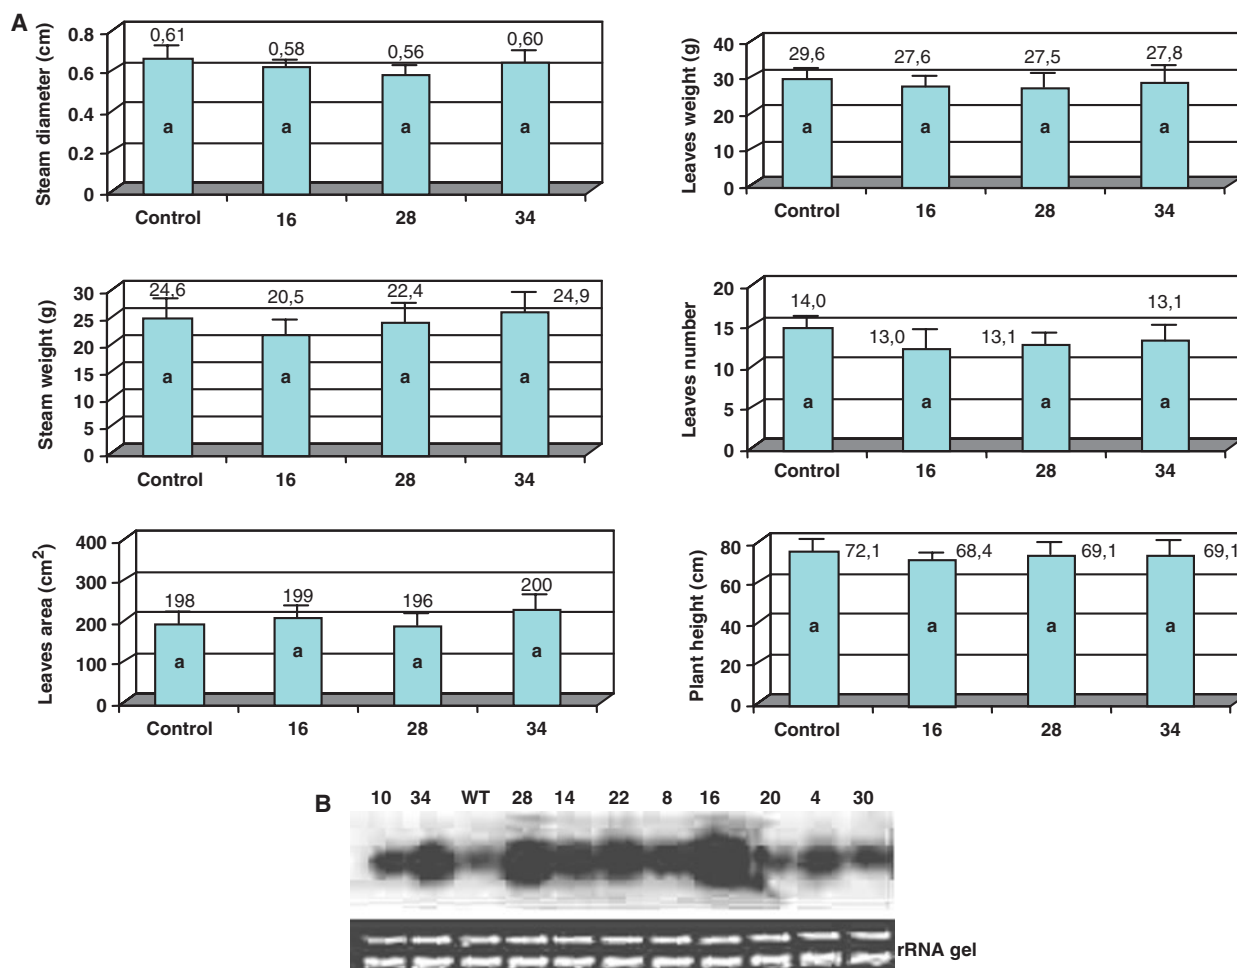 A
Steam diameter (cm)
0.8
0.6
0.4
0.2
0
0,61
0,58
0,56
0,60
a a a a
Control 16 28 34
Leaves weight (g)
40
30
20
10
0
29,6
27,6
27,5
27,8
a a a a
Control 16 28 34
Steam weight (g)
30
25
20
15
10
5
0
24,6
20,5
22,4
24,9
a a a a
Control 16 28 34
Leaves number
20
15
10
5
0
14,0
13,0
13,1
13,1
a a a a
Control 16 28 34
Leaves area (cm²)
400
300
200
100
0
198
199
196
200
a a a a
Control 16 28 34
Plant height (cm)
80
60
40
20
0
72,1
68,4
69,1
69,1
a a a a
Control 16 28 34
B
10 34 WT 28 14 22 8 16 20 4 30
rRNA gel